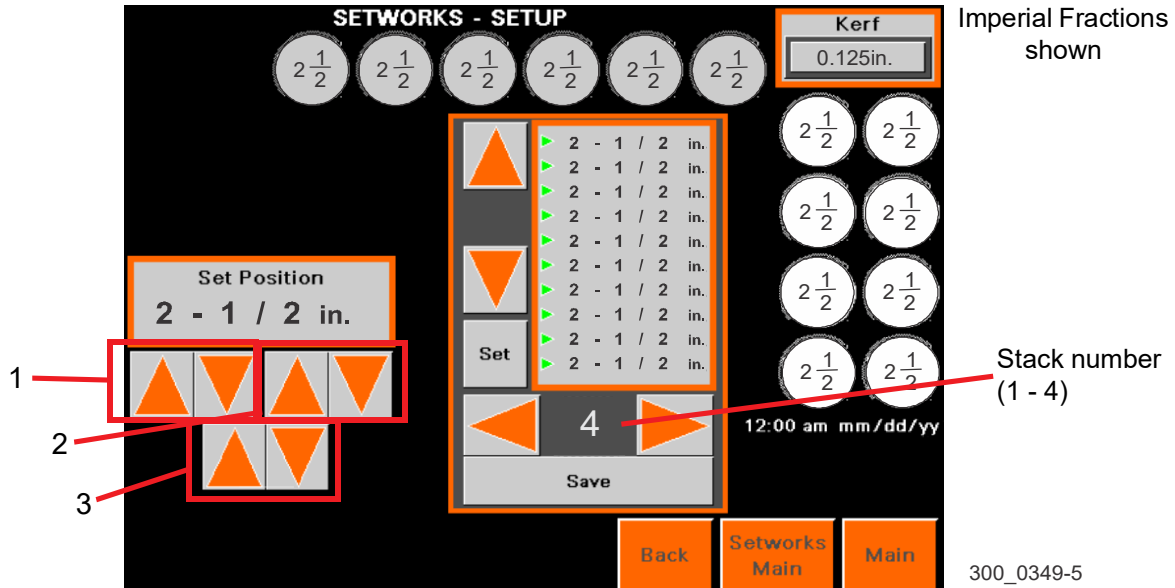 SETWORKS - SETUP
Kerf
0.125in.
Imperial Fractions
shown
2 1/2 2 1/2 2 1/2 2 1/2 2 1/2 2 1/2
2 1/2 2 1/2
2 1/2 2 1/2
2 1/2 2 1/2
2 1/2 2 1/2
2 - 1 / 2 in.
2 - 1 / 2 in.
2 - 1 / 2 in.
2 - 1 / 2 in.
2 - 1 / 2 in.
2 - 1 / 2 in.
2 - 1 / 2 in.
2 - 1 / 2 in.
2 - 1 / 2 in.
2 - 1 / 2 in.
Set Position
2 - 1 / 2 in.
Set
1
2
3
4
Stack number
(1 - 4)
12:00 am mm/dd/yy
Save
Back
Setworks
Main
Main
300_0349-5